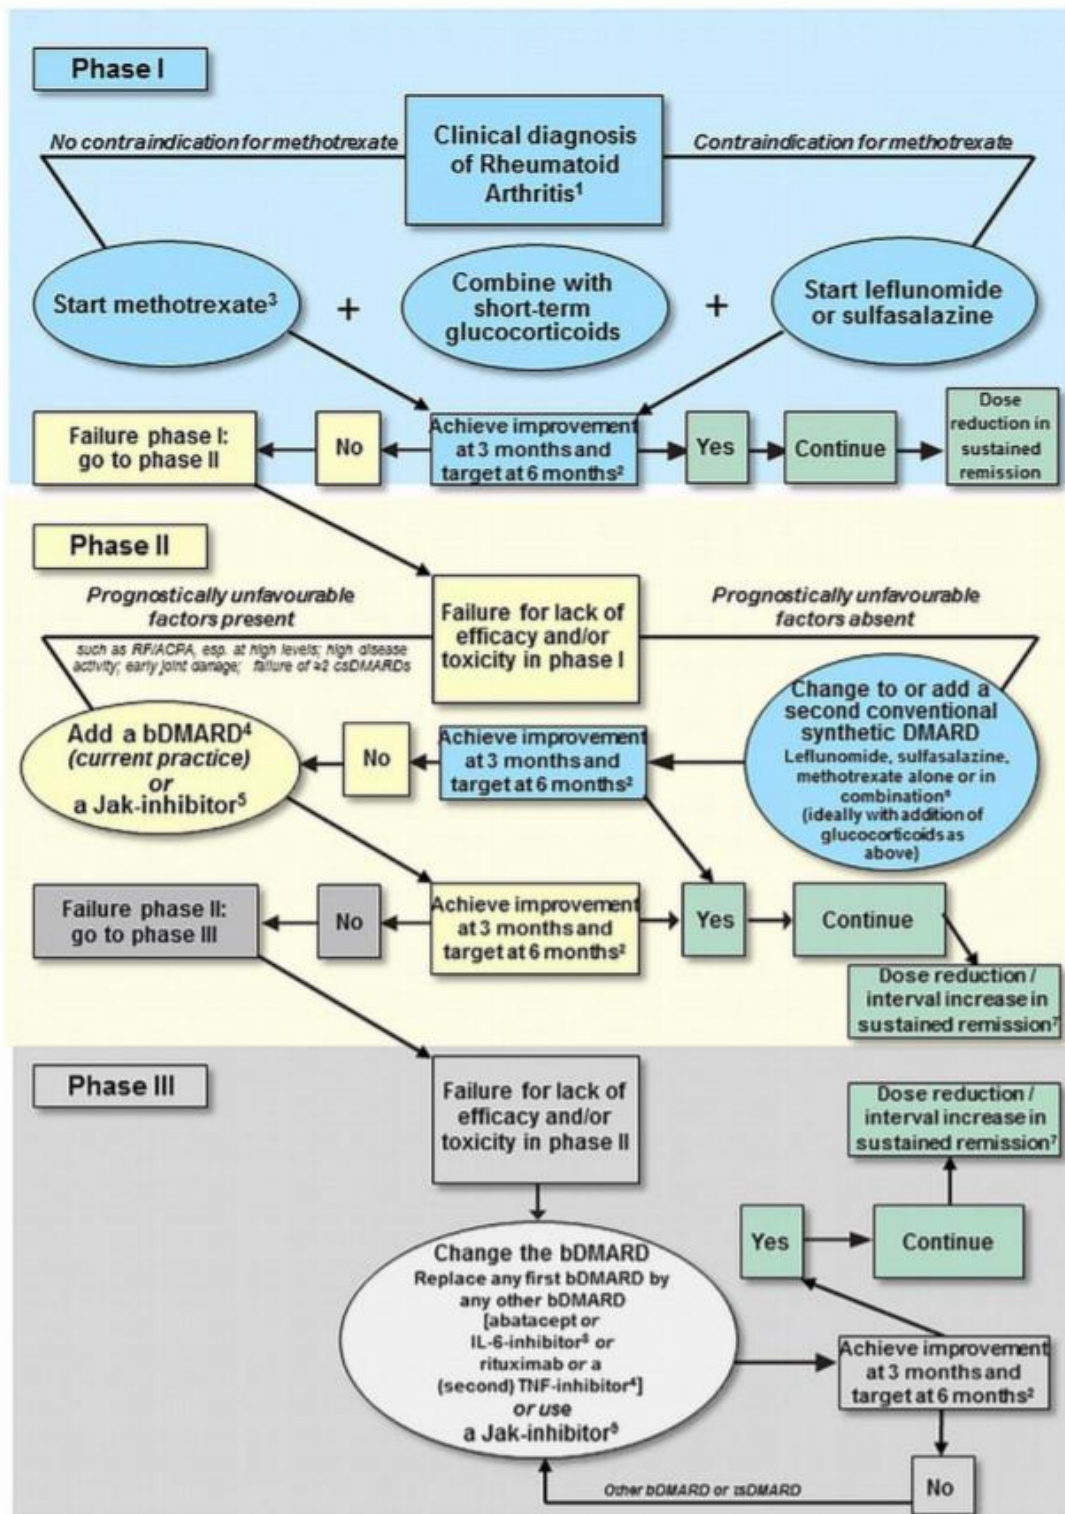 Phase I
No contraindication for methotrexate
Clinical diagnosis
of Rheumatoid
Arthritis¹
Contraindication for methotrexate
Start methotrexate³
+
Combine with
short-term
glucocorticoids
+
Start leflunomide
or sulfasalazine
Failure phase I:
go to phase II
No
Achieve improvement
at 3 months and
target at 6 months²
Yes
Continue
Dose
reduction in
sustained
remission
Phase II
Prognostically unfavourable
factors present
such as RF/ACPA, esp. at high levels; high disease
activity; early joint damage; failure of ≥2 csDMARDs
Failure for lack of
efficacy and/or
toxicity in phase I
Prognostically unfavourable
factors absent
Add a bDMARD⁴
(current practice)
or
a Jak-inhibitor⁵
No
Achieve improvement
at 3 months and
target at 6 months²
Change to or add a
second conventional
synthetic DMARD
Leflunomide, sulfasalazine,
methotrexate alone or in
combination⁶
(ideally with addition of
glucocorticoids as
above)
Failure phase II:
go to phase III
No
Achieve improvement
at 3 months and
target at 6 months²
Yes
Continue
Dose reduction /
interval increase in
sustained remission⁷
Phase III
Failure for lack of
efficacy and/or
toxicity in phase II
Dose reduction /
interval increase in
sustained remission⁷
Yes
Continue
Change the bDMARD
Replace any first bDMARD by
any other bDMARD
[abatacept or
IL-6-inhibitor⁸ or
rituximab or a
(second) TNF-inhibitor⁴]
or use
a Jak-inhibitor⁵
Achieve improvement
at 3 months and
target at 6 months²
No
Other bDMARD or tsDMARD